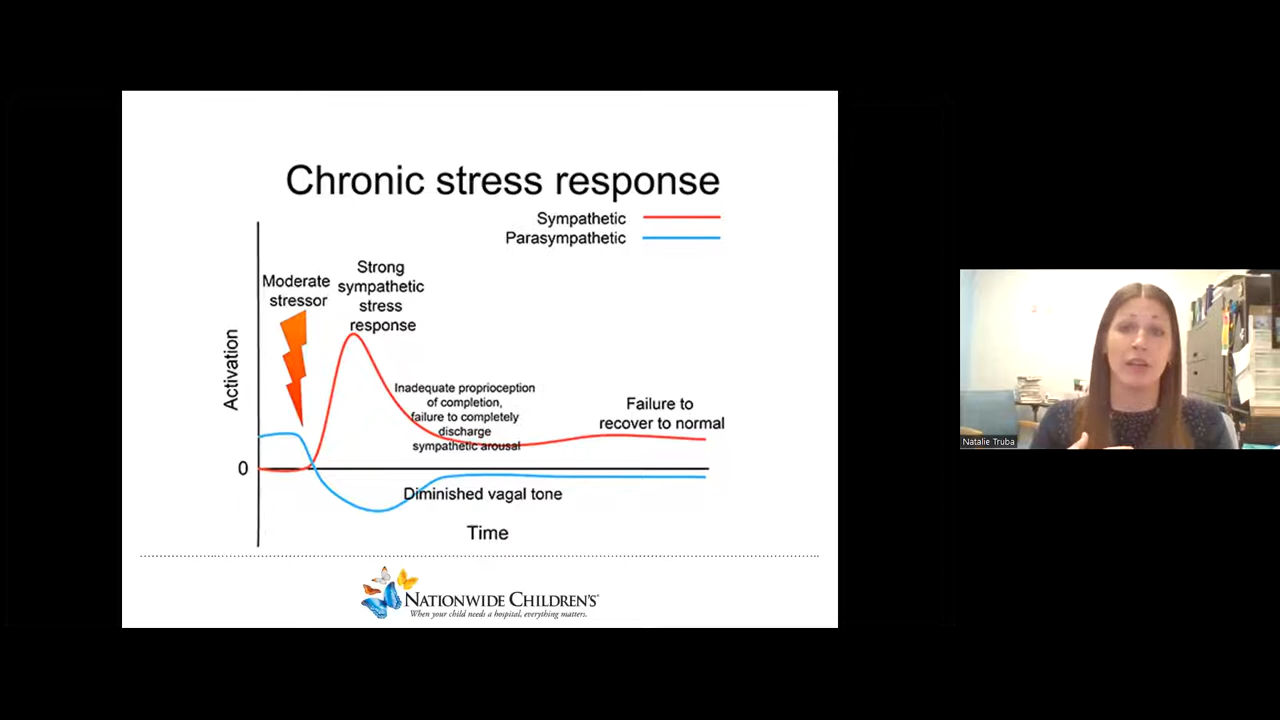 Chronic stress response
Sympathetic
Parasympathetic
Moderate
stressor
Strong
sympathetic
stress
response
Activation
Inadequate proprioception
of completion,
failure to completely
discharge
sympathetic arousal
Failure to
recover to normal
0
Diminished vagal tone
Time
NATIONWIDE CHILDREN'S
When your child needs a hospital, everything matters.
Natalie Truba